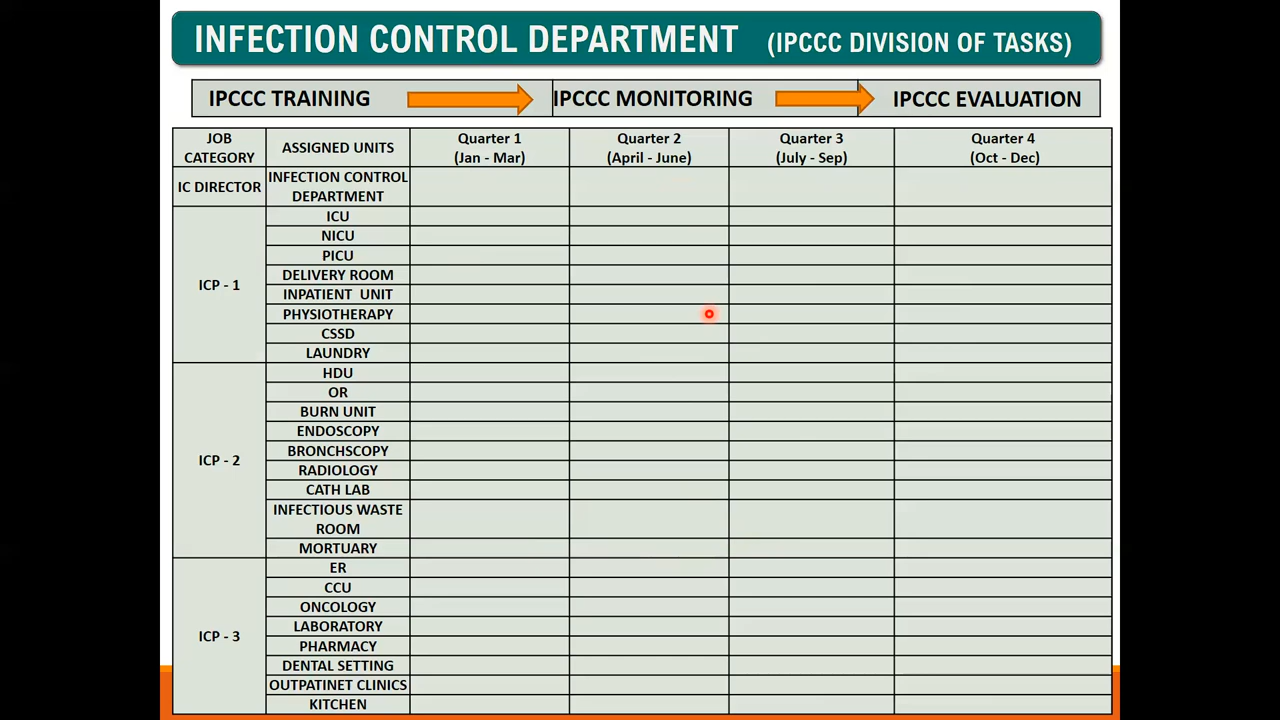 INFECTION CONTROL DEPARTMENT (IPCCC DIVISION OF TASKS)
IPCCC TRAINING IPCCC MONITORING IPCCC EVALUATION
JOB CATEGORY ASSIGNED UNITS Quarter 1 (Jan - Mar) Quarter 2 (April - June) Quarter 3 (July - Sep) Quarter 4 (Oct - Dec)
IC DIRECTOR INFECTION CONTROL DEPARTMENT
ICP - 1
ICU
NICU
PICU
DELIVERY ROOM
INPATIENT UNIT
PHYSIOTHERAPY
CSSD
LAUNDRY
ICP - 2
HDU
OR
BURN UNIT
ENDOSCOPY
BRONCHSCOPY
RADIOLOGY
CATH LAB
INFECTIOUS WASTE
ROOM
MORTUARY
ICP - 3
ER
CCU
ONCOLOGY
LABORATORY
PHARMACY
DENTAL SETTING
OUTPATINET CLINICS
KITCHEN